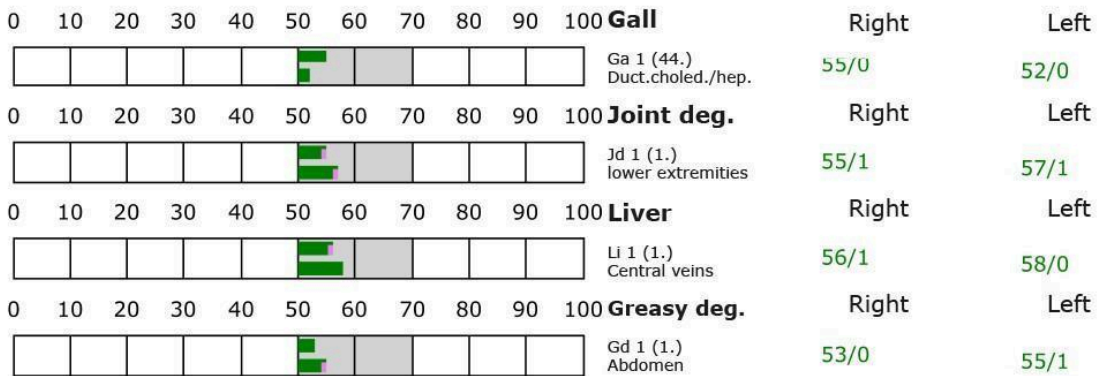 0 10 20 30 40 50 60 70 80 90 100 Gall Right Left
Ga 1 (44.) 55/0 52/0
Duct.choled./hep.
0 10 20 30 40 50 60 70 80 90 100 Joint deg. Right Left
Jd 1 (1.) 55/1 57/1
lower extremities
0 10 20 30 40 50 60 70 80 90 100 Liver Right Left
Li 1 (1.) 56/1 58/0
Central veins
0 10 20 30 40 50 60 70 80 90 100 Greasy deg. Right Left
Gd 1 (1.) 53/0 55/1
Abdomen